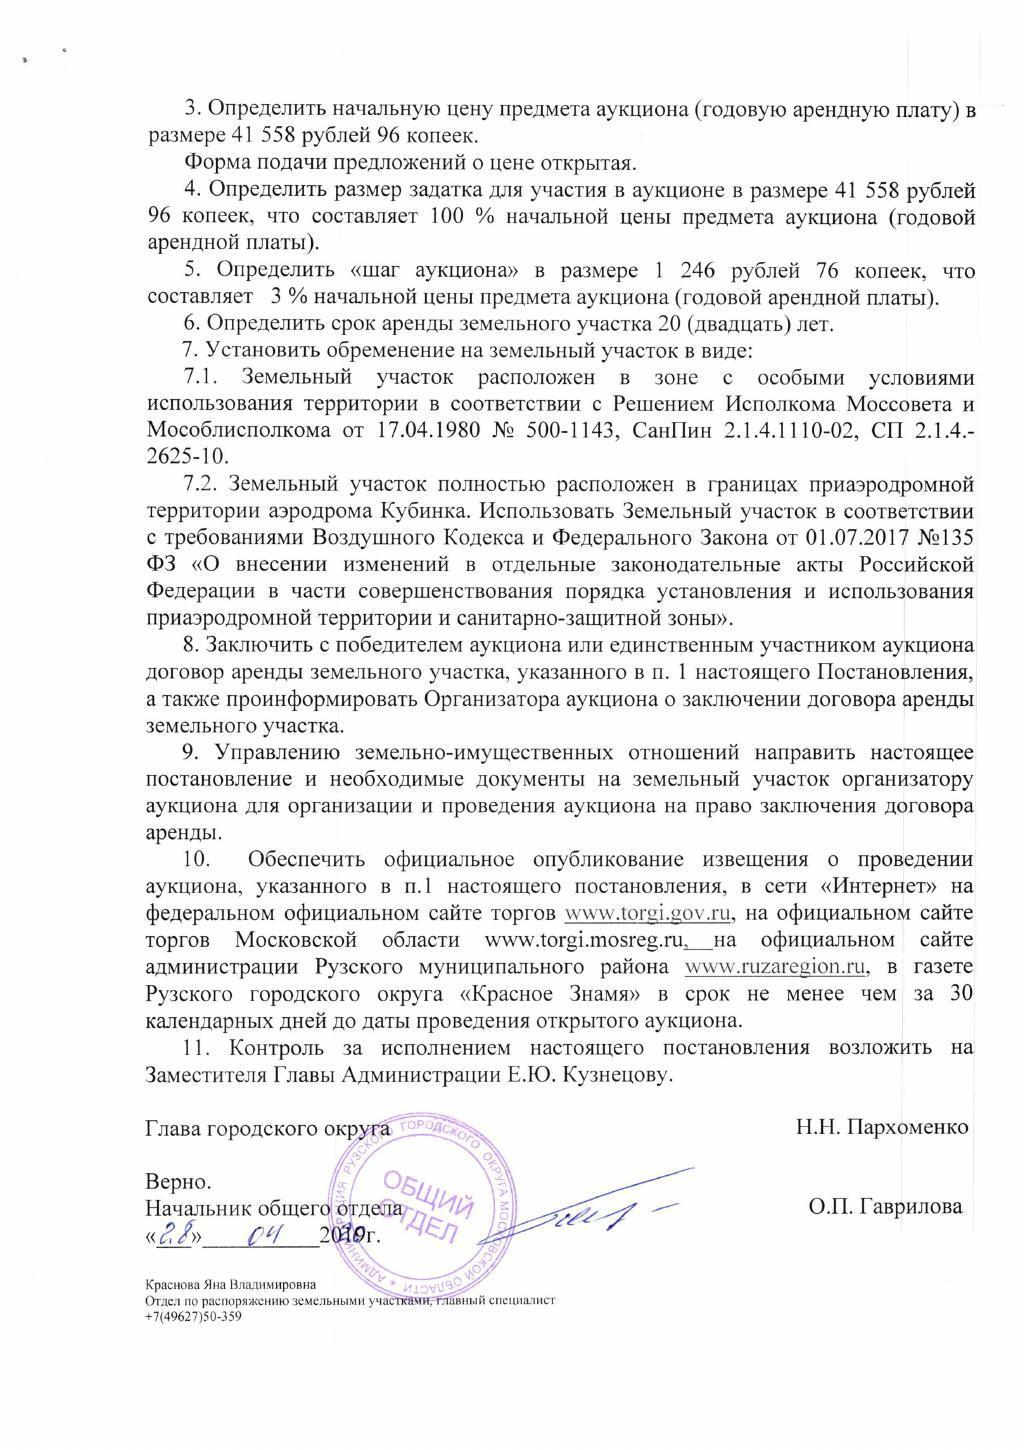 3. Определить начальную цену предмета аукциона (годовую арендную плату) в
размере 41 558 рублей 96 копеек.
Форма подачи предложений о цене открытая.
4. Определить размер задатка для участия в аукционе в размере 41 558 рублей
96 копеек, что составляет 100 % начальной цены предмета аукциона (годовой
арендной платы).
5. Определить «шаг аукциона» в размере 1 246 рублей 76 копеек, что
составляет 3 % начальной цены предмета аукциона (годовой арендной платы).
6. Определить срок аренды земельного участка 20 (двадцать) лет.
7. Установить обременение на земельный участок в виде:
7.1. Земельный участок расположен в зоне с особыми условиями
использования территории в соответствии с Решением Исполкома Моссовета и
Мособлисполкома от 17.04.1980 № 500-1143, СанПин 2.1.4.1110-02, СП 2.1.4.-
2625-10.
7.2. Земельный участок полностью расположен в границах приаэродромной
территории аэродрома Кубинка. Использовать Земельный участок в соответствии
с требованиями Воздушного Кодекса и Федерального Закона от 01.07.2017 №135
ФЗ «О внесении изменений в отдельные законодательные акты Российской
Федерации в части совершенствования порядка установления и использования
приаэродромной территории и санитарно-защитной зоны».
8. Заключить с победителем аукциона или единственным участником аукциона
договор аренды земельного участка, указанного в п. 1 настоящего Постановления,
а также проинформировать Организатора аукциона о заключении договора аренды
земельного участка.
9. Управлению земельно-имущественных отношений направить настоящее
постановление и необходимые документы на земельный участок организатору
аукциона для организации и проведения аукциона на право заключения договора
аренды.
10. Обеспечить официальное опубликование извещения о проведении
аукциона, указанного в п.1 настоящего постановления, в сети «Интернет» на
федеральном официальном сайте торгов www.torgi.gov.ru, на официальном сайте
торгов Московской области www.torgi.mosreg.ru,__на официальном сайте
администрации Рузского муниципального района www.ruzaregion.ru, в газете
Рузского городского округа «Красное Знамя» в срок не менее чем за 30
календарных дней до даты проведения открытого аукциона.
11. Контроль за исполнением настоящего постановления возложить на
Заместителя Главы Администрации Е.Ю. Кузнецову.
Глава городского округа Н.Н. Пархоменко
Верно.
Начальник общего отдела О.П. Гаврилова
«28» 04 2020г.
АДМИНИСТРАЦИЯ РУЗСКОГО ГОРОДСКОГО ОКРУГА МОСКОВСКОЙ ОБЛАСТИ *
ОБЩИЙ
ОТДЕЛ
Краснова Яна Владимировна
Отдел по распоряжению земельными участками, главный специалист
+7(49627)50-359